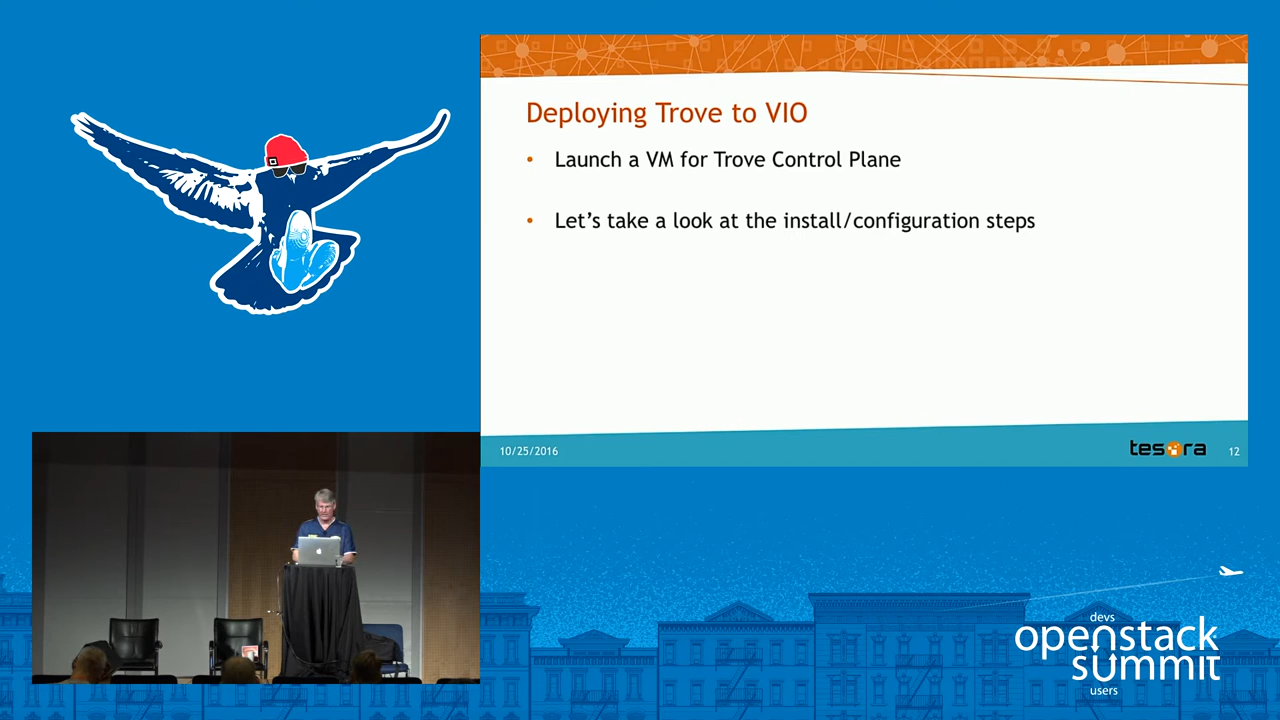 Deploying Trove to VIO
• Launch a VM for Trove Control Plane
• Let's take a look at the install/configuration steps
10/25/2016
tesora
12
devs
openstack
summit
users